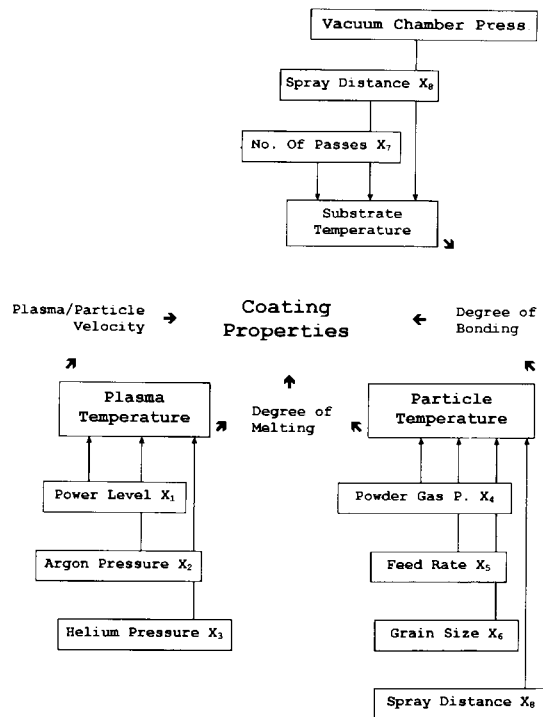 Vacuum Chamber Press.
Spray Distance X₈
No. Of Passes X₇
Substrate
Temperature
Plasma/Particle
Velocity
Coating
Properties
Degree of
Bonding
Plasma
Temperature
Degree of
Melting
Particle
Temperature
Power Level X₁
Powder Gas P. X₄
Argon Pressure X₂
Feed Rate X₅
Helium Pressure X₃
Grain Size X₆
Spray Distance X₈